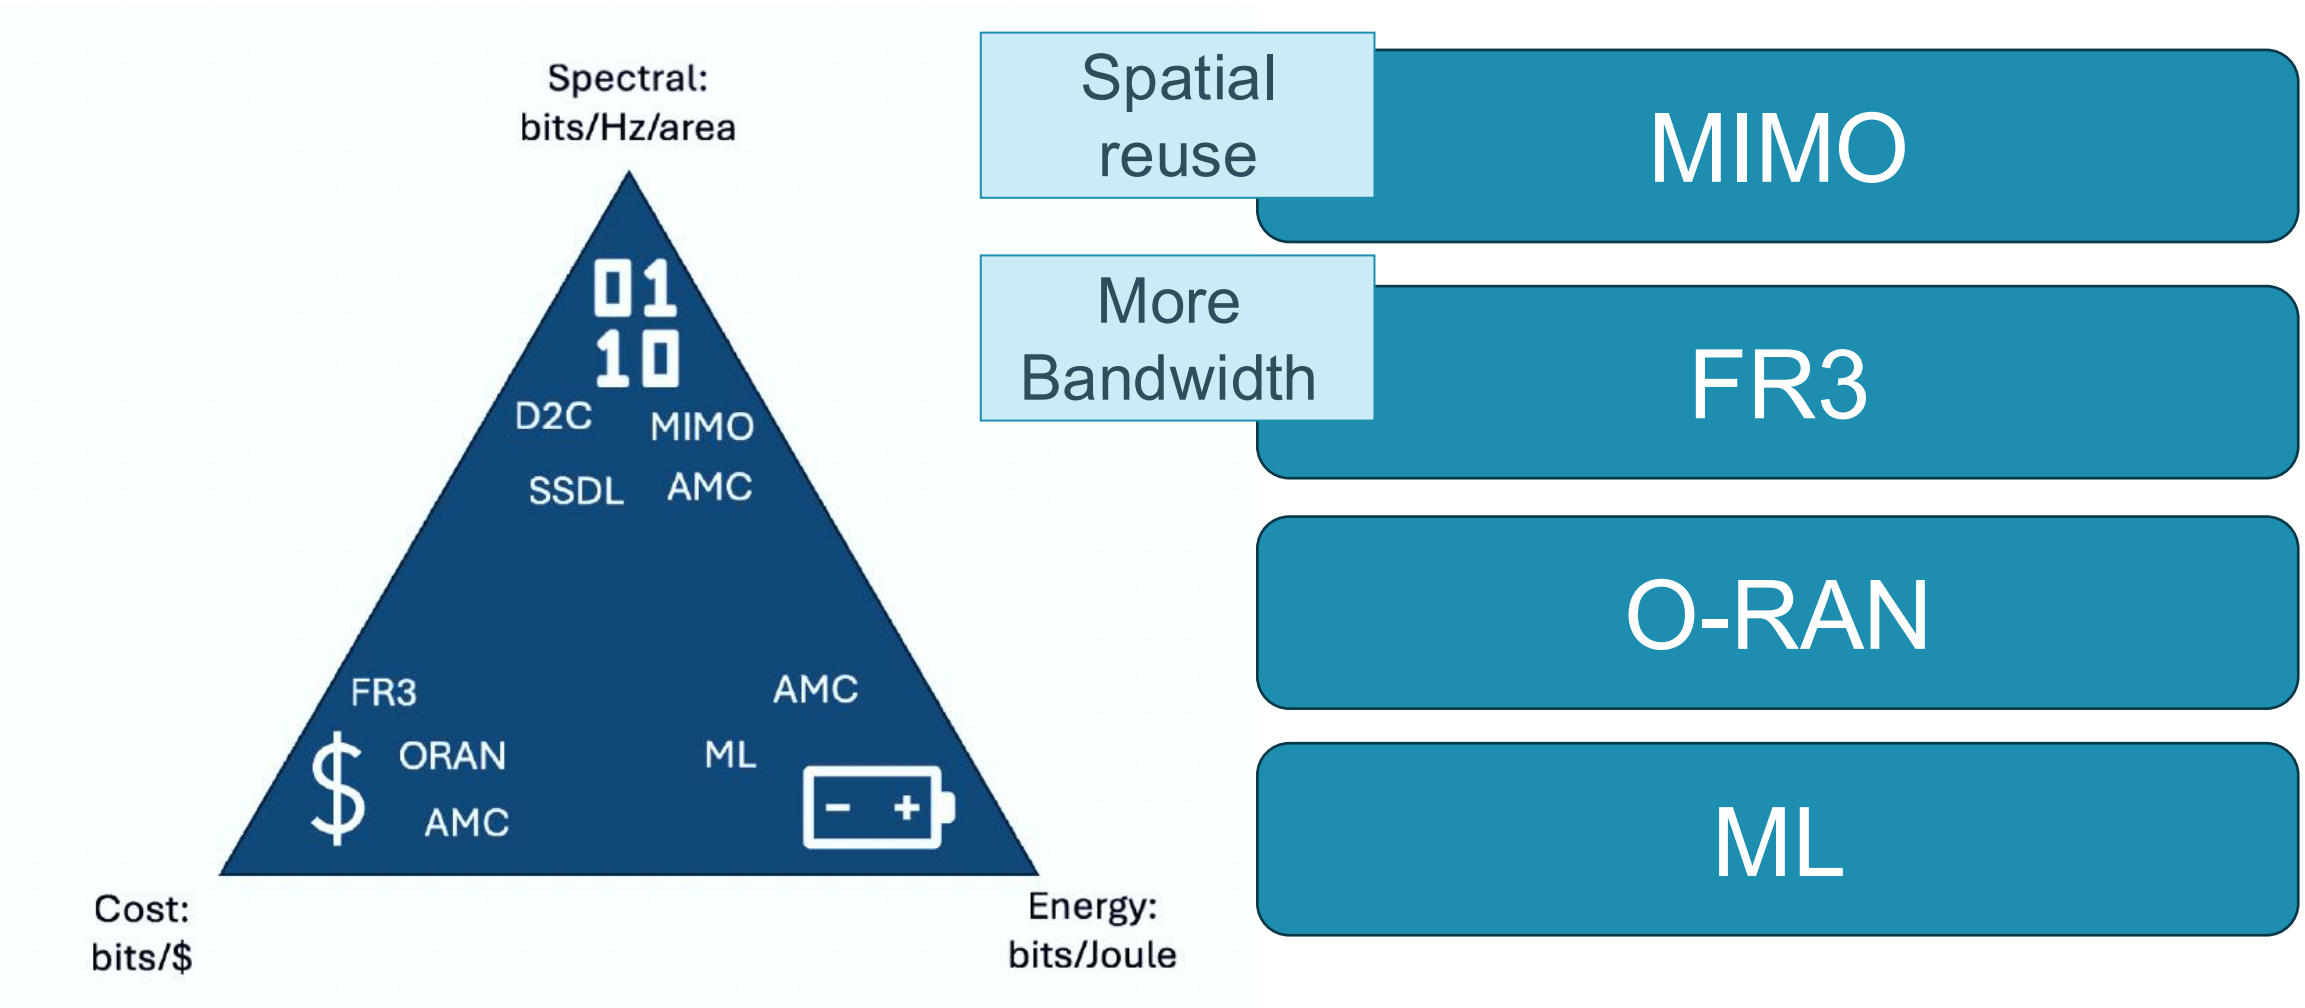 Spectral:
bits/Hz/area
01
10
D2C MIMO
SSDL AMC
FR3 AMC
$ ORAN ML
AMC - +
Cost:
bits/$
Energy:
bits/Joule
Spatial
reuse
MIMO
More
Bandwidth
FR3
O-RAN
ML